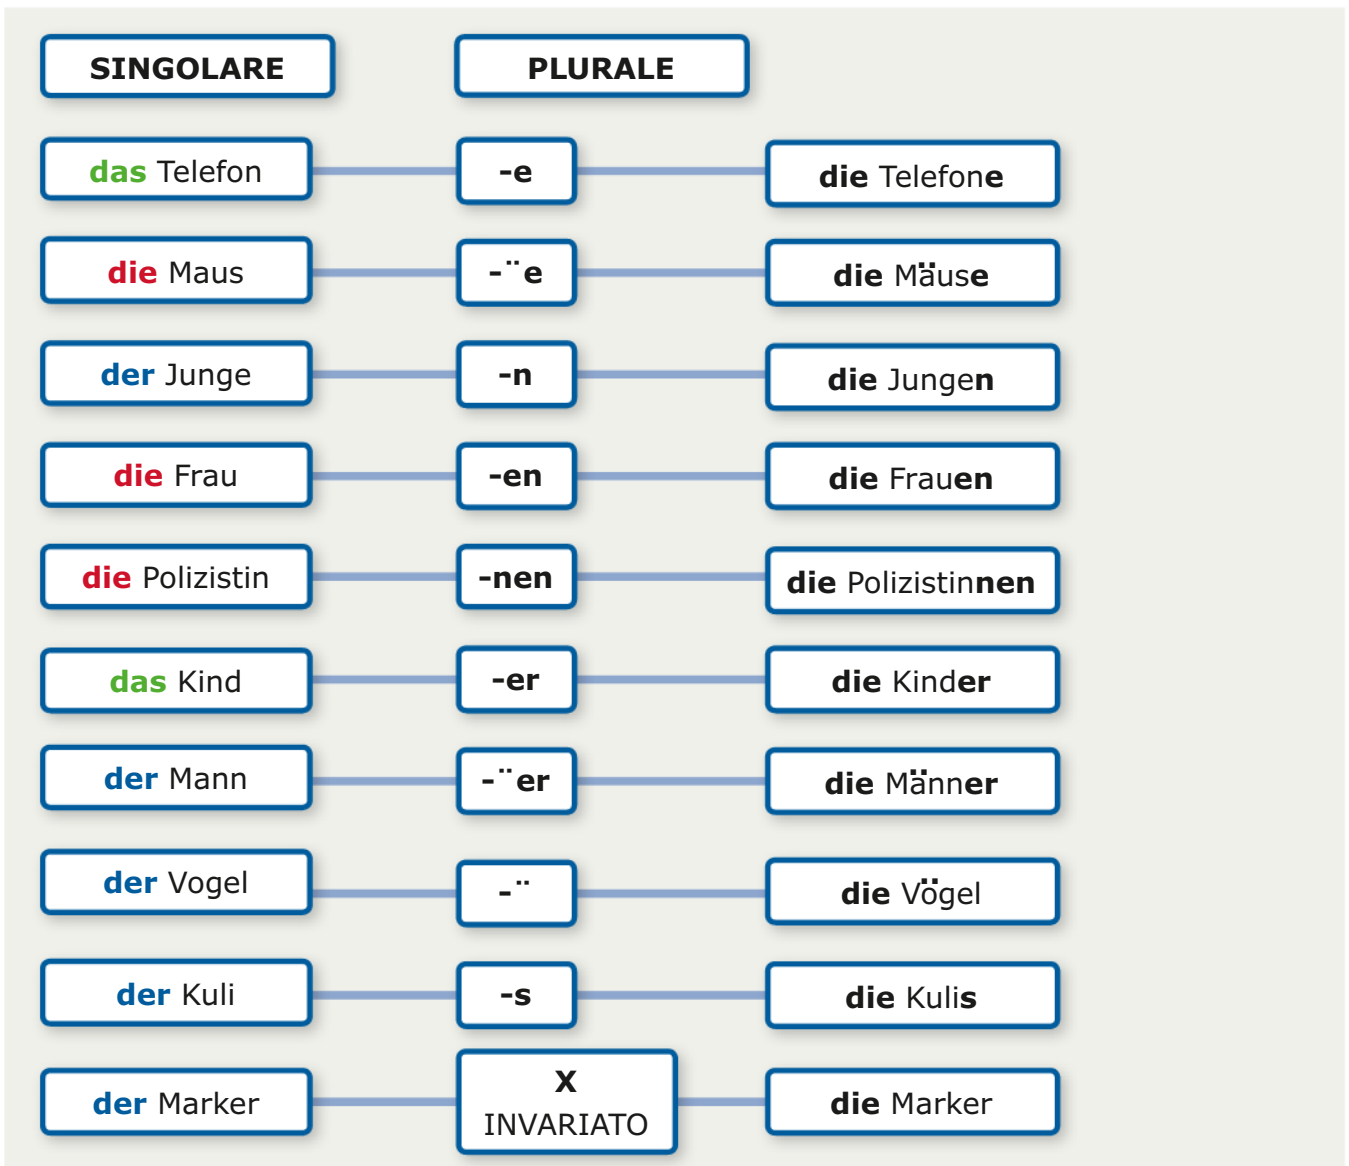 SINGOLARE PLURALE
das Telefon -e die Telefone
die Maus -¨e die Mäuse
der Junge -n die Jungen
die Frau -en die Frauen
die Polizistin -nen die Polizistinnen
das Kind -er die Kinder
der Mann -¨er die Männer
der Vogel -¨ die Vögel
der Kuli -s die Kulis
der Marker X INVARIATO die Marker